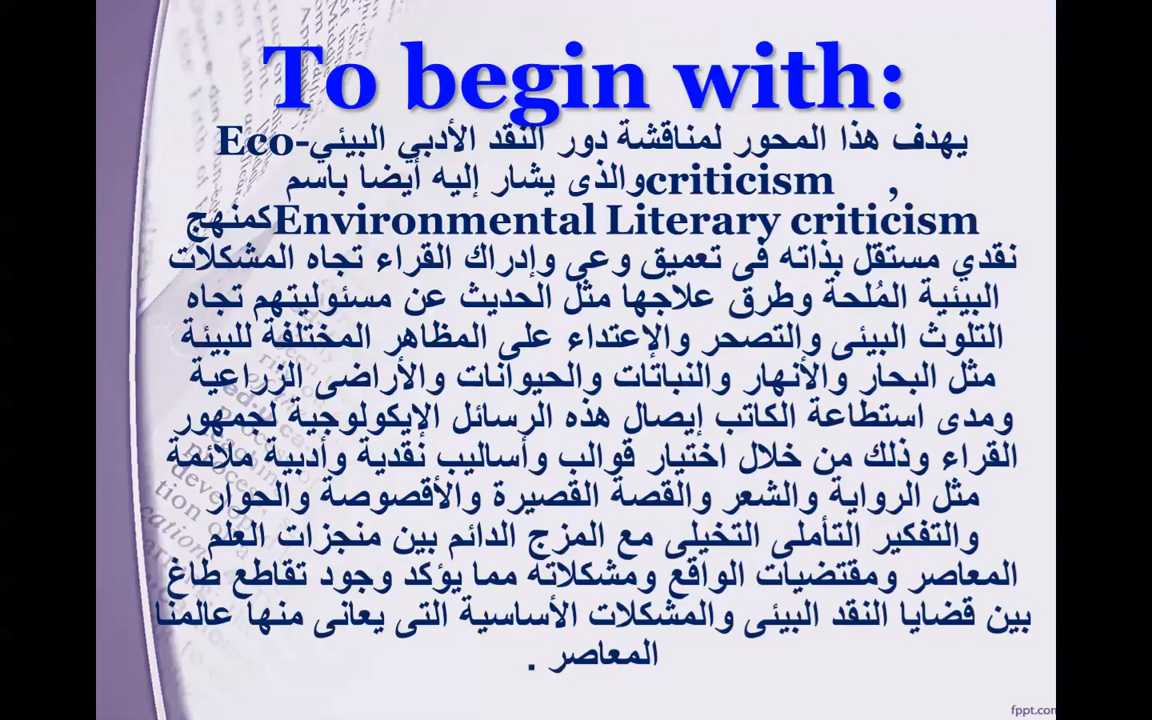 To begin with:
يهدف هذا المحور لمناقشة دور النقد الأدبي البيئي-Eco
criticism والذى يشار إليه أيضا باسم ,
Environmental Literary criticism كمنهج
نقدي مستقل بذاته فى تعميق وعي وإدراك القراء تجاه المشكلات
البيئية المُلحة وطرق علاجها مثل الحديث عن مسئوليتهم تجاه
التلوث البيئى والتصحر والإعتداء على المظاهر المختلفة للبيئة
مثل البحار والأنهار والنباتات والحيوانات والأراضى الزراعية
ومدى استطاعة الكاتب إيصال هذه الرسائل الإيكولوجية لجمهور
القراء وذلك من خلال اختيار قوالب وأساليب نقدية وأدبية ملائمة
مثل الرواية والشعر والقصة القصيرة والأقصوصة والحوار
والتفكير التأملى التخيلى مع المزج الدائم بين منجزات العلم
المعاصر ومقتضيات الواقع ومشكلاته مما يؤكد وجود تقاطع طاغ
بين قضايا النقد البيئى والمشكلات الأساسية التى يعانى منها عالمنا
المعاصر .
fppt.com